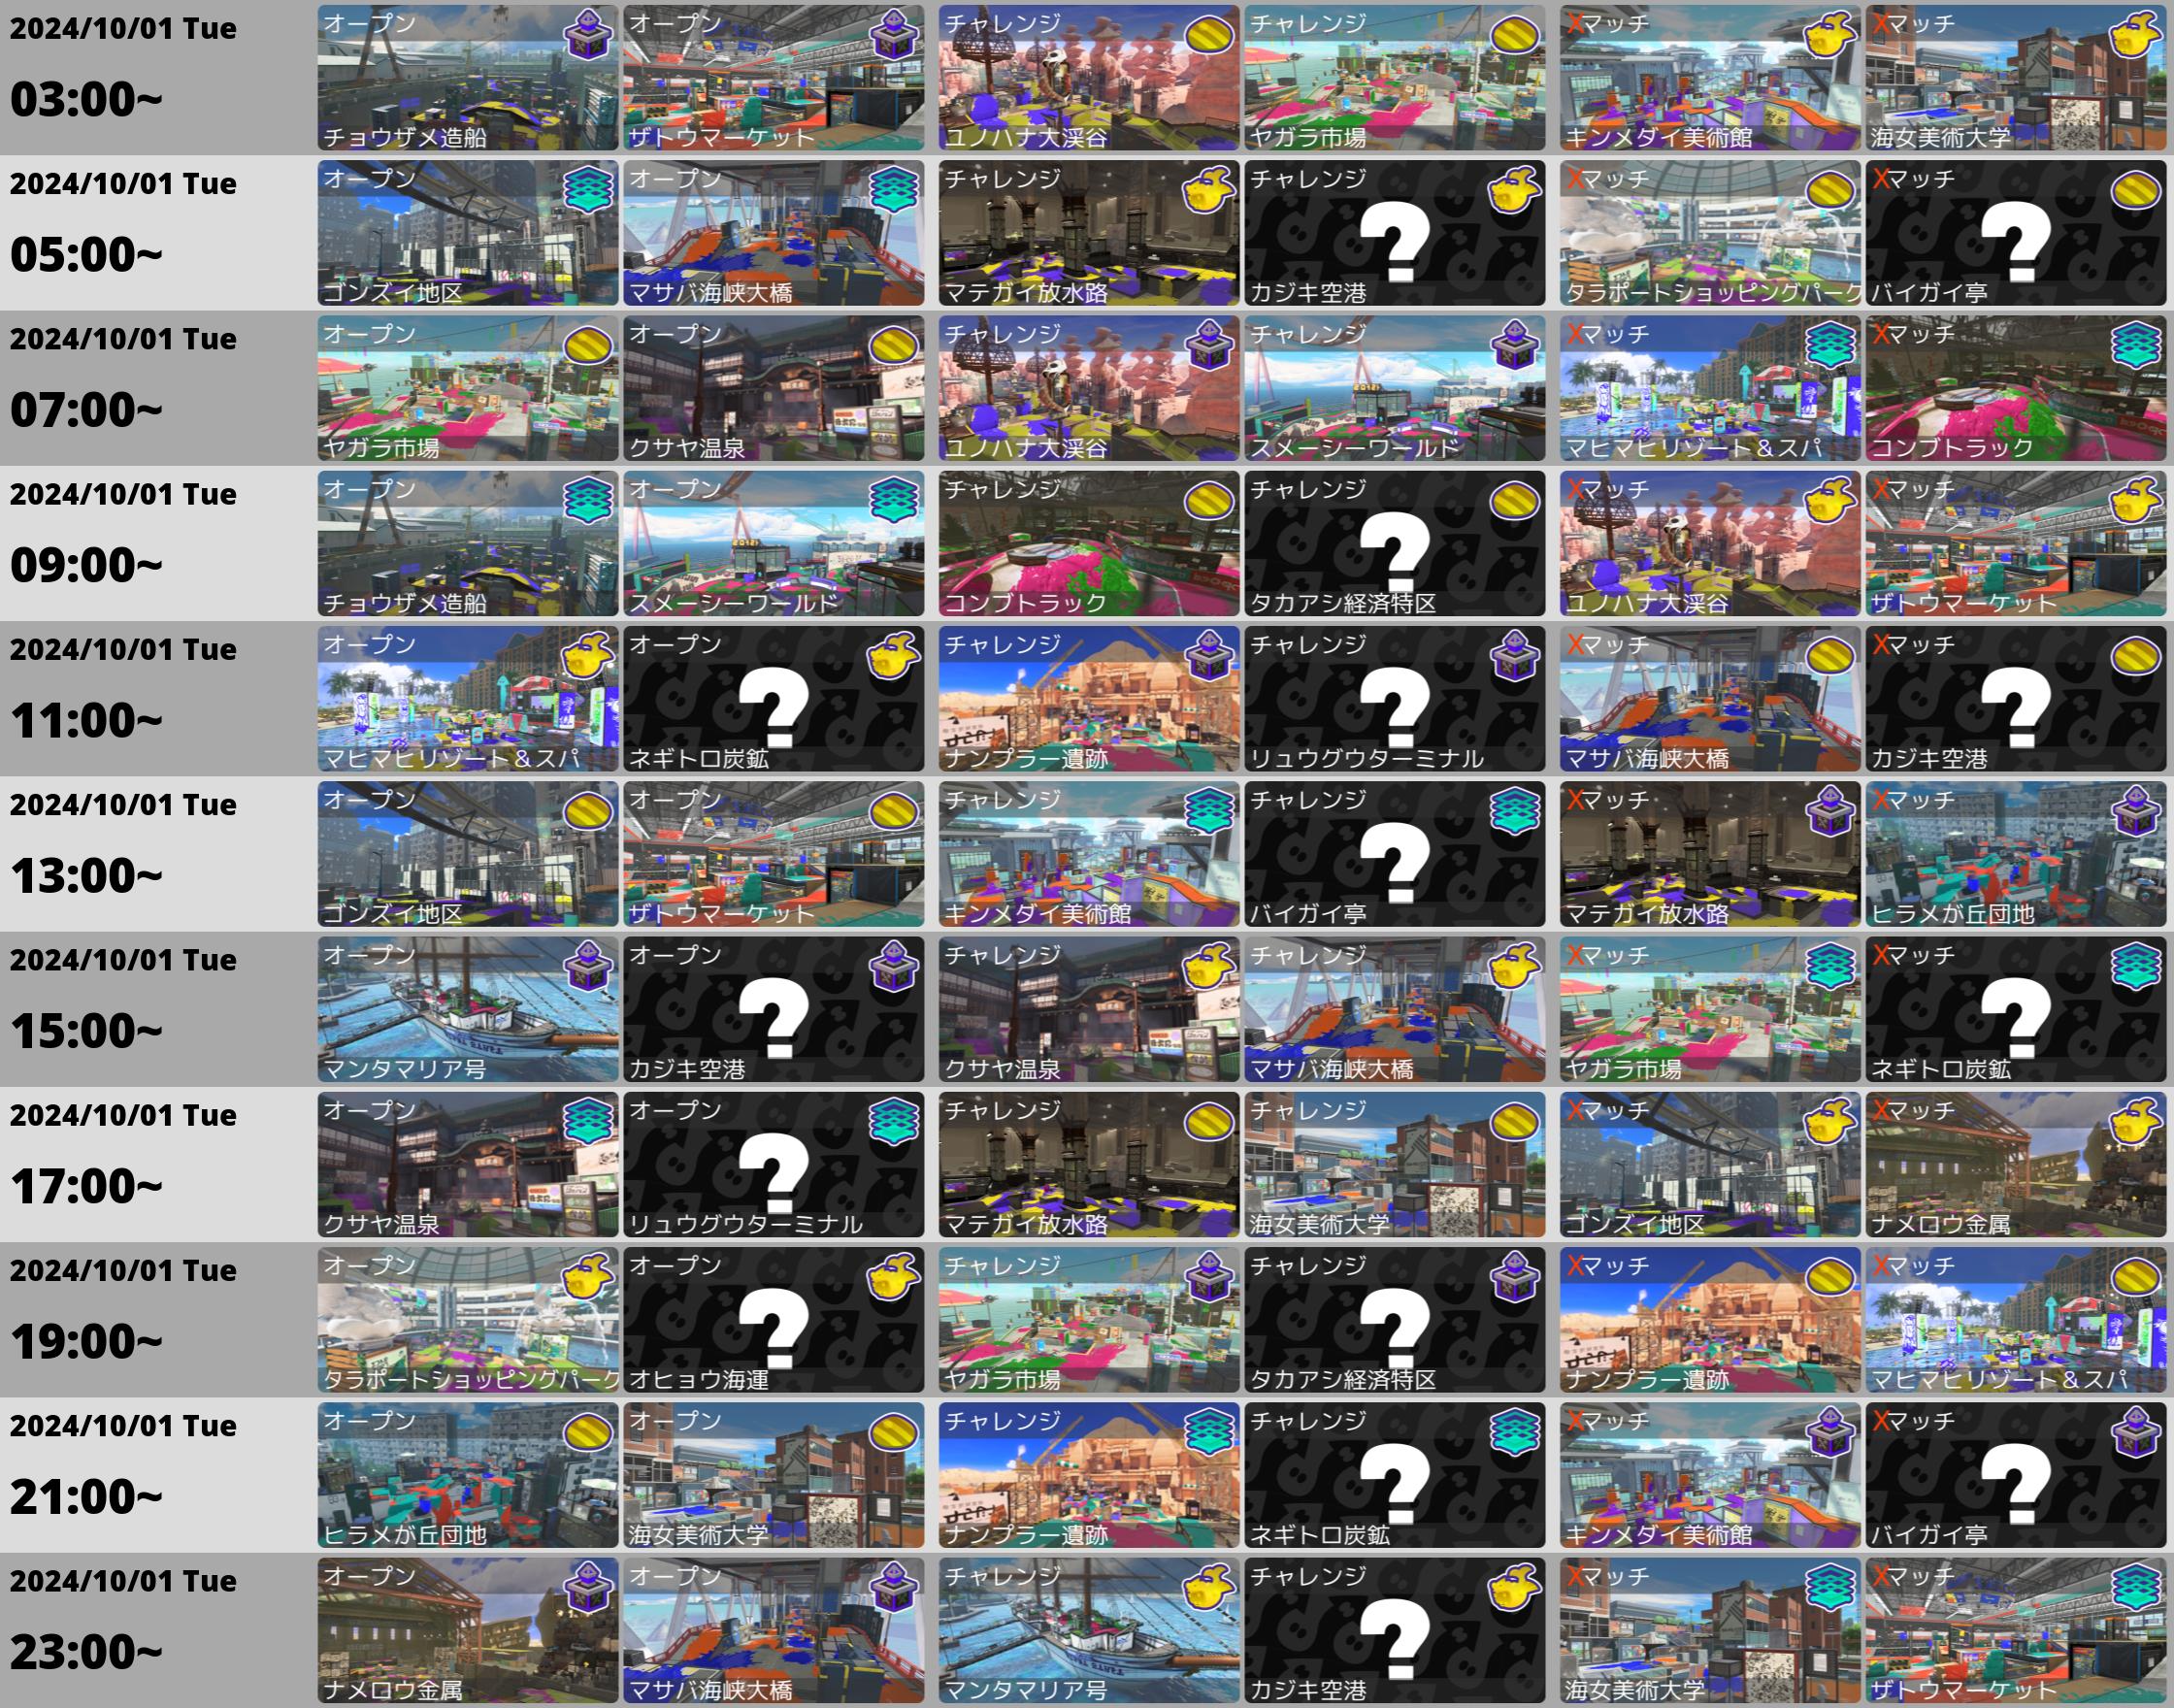 2024/10/01 Tue
03:00~
オープン
チョウザメ造船
オープン
ザトウマーケット
チャレンジ
ユノハナ大渓谷
チャレンジ
ヤガラ市場
Xマッチ
キンメダイ美術館
Xマッチ
海女美術大学
2024/10/01 Tue
05:00~
オープン
ゴンズイ地区
オープン
マサバ海峡大橋
チャレンジ
マテガイ放水路
チャレンジ
カジキ空港
Xマッチ
タラポートショッピングパーク
Xマッチ
バイガイ亭
2024/10/01 Tue
07:00~
オープン
ヤガラ市場
オープン
クサヤ温泉
チャレンジ
ユノハナ大渓谷
チャレンジ
スメーシーワールド
Xマッチ
マヒマヒリゾート＆スパ
Xマッチ
コンブトラック
2024/10/01 Tue
09:00~
オープン
チョウザメ造船
オープン
スメーシーワールド
チャレンジ
コンブトラック
チャレンジ
タカアシ経済特区
Xマッチ
ユノハナ大渓谷
Xマッチ
ザトウマーケット
2024/10/01 Tue
11:00~
オープン
マヒマヒリゾート＆スパ
オープン
ネギトロ炭鉱
チャレンジ
ナンプラー遺跡
チャレンジ
リュウグウターミナル
Xマッチ
マサバ海峡大橋
Xマッチ
カジキ空港
2024/10/01 Tue
13:00~
オープン
ゴンズイ地区
オープン
ザトウマーケット
チャレンジ
キンメダイ美術館
チャレンジ
バイガイ亭
Xマッチ
マテガイ放水路
Xマッチ
ヒラメが丘団地
2024/10/01 Tue
15:00~
オープン
マンタマリア号
オープン
カジキ空港
チャレンジ
クサヤ温泉
チャレンジ
マサバ海峡大橋
Xマッチ
ヤガラ市場
Xマッチ
ネギトロ炭鉱
2024/10/01 Tue
17:00~
オープン
クサヤ温泉
オープン
リュウグウターミナル
チャレンジ
マテガイ放水路
チャレンジ
海女美術大学
Xマッチ
ゴンズイ地区
Xマッチ
ナメロウ金属
2024/10/01 Tue
19:00~
オープン
タラポートショッピングパーク
オープン
オヒョウ海運
チャレンジ
ヤガラ市場
チャレンジ
タカアシ経済特区
Xマッチ
ナンプラー遺跡
Xマッチ
マヒマヒリゾート＆スパ
2024/10/01 Tue
21:00~
オープン
ヒラメが丘団地
オープン
海女美術大学
チャレンジ
ナンプラー遺跡
チャレンジ
ネギトロ炭鉱
Xマッチ
キンメダイ美術館
Xマッチ
バイガイ亭
2024/10/01 Tue
23:00~
オープン
ナメロウ金属
オープン
マサバ海峡大橋
チャレンジ
マンタマリア号
チャレンジ
カジキ空港
Xマッチ
海女美術大学
Xマッチ
ザトウマーケット